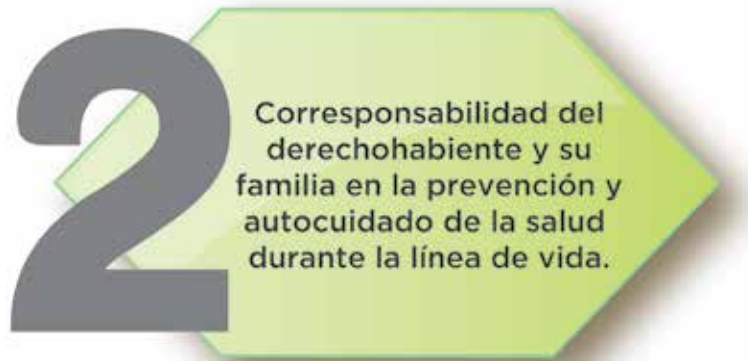 2
Corresponsabilidad del
derechohabiente y su
familia en la prevención y
autocuidado de la salud
durante la línea de vida.